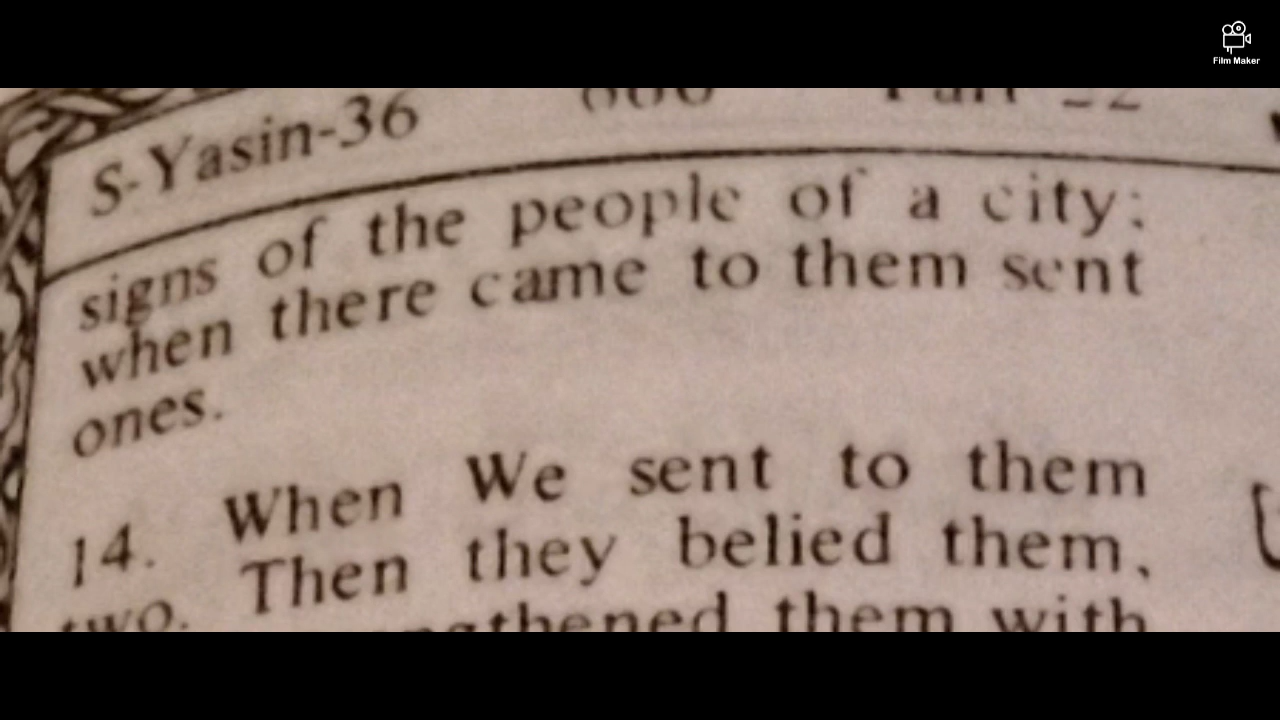 Film Maker
S-Yasin-36
signs of the people of a city;
when there came to them sent
ones.
14. When We sent to them
two. Then they belied them,
them with